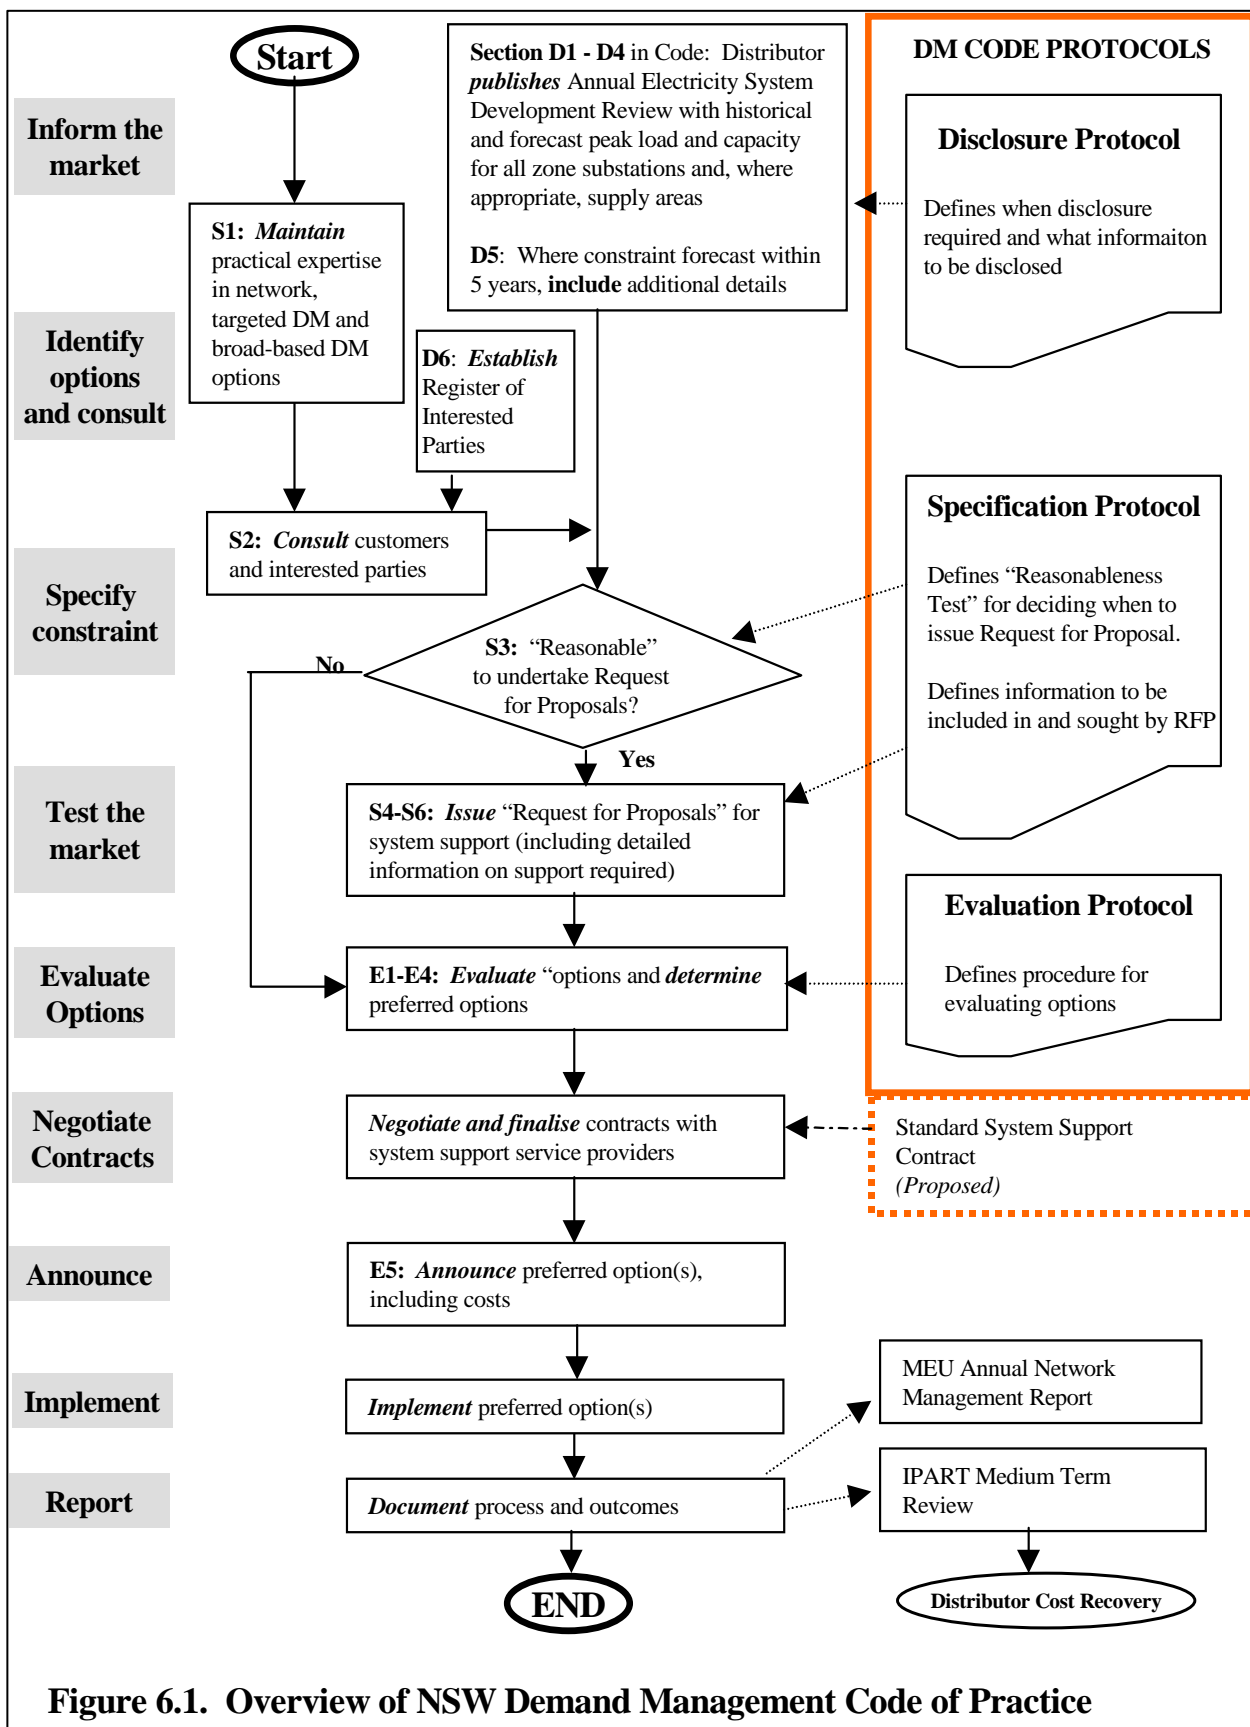 Start
Section D1 - D4 in Code: Distributor
publishes Annual Electricity System
Development Review with historical
and forecast peak load and capacity
for all zone substations and, where
appropriate, supply areas
D5: Where constraint forecast within
5 years, include additional details
DM CODE PROTOCOLS
Disclosure Protocol
Defines when disclosure
required and what informaiton
to be disclosed
Inform the
market
S1: Maintain
practical expertise
in network,
targeted DM and
broad-based DM
options
Identify
options
and consult
D6: Establish
Register of
Interested
Parties
S2: Consult customers
and interested parties
Specification Protocol
Defines “Reasonableness
Test” for deciding when to
issue Request for Proposal.
Defines information to be
included in and sought by RFP
Specify
constraint
S3: “Reasonable”
to undertake Request
for Proposals?
No
Yes
Test the
market
S4-S6: Issue “Request for Proposals” for
system support (including detailed
information on support required)
Evaluation Protocol
Defines procedure for
evaluating options
Evaluate
Options
E1-E4: Evaluate “options and determine
preferred options
Negotiate
Contracts
Negotiate and finalise contracts with
system support service providers
Standard System Support
Contract
(Proposed)
Announce
E5: Announce preferred option(s),
including costs
Implement
Implement preferred option(s)
MEU Annual Network
Management Report
Report
Document process and outcomes
IPART Medium Term
Review
END
Distributor Cost Recovery
Figure 6.1. Overview of NSW Demand Management Code of Practice